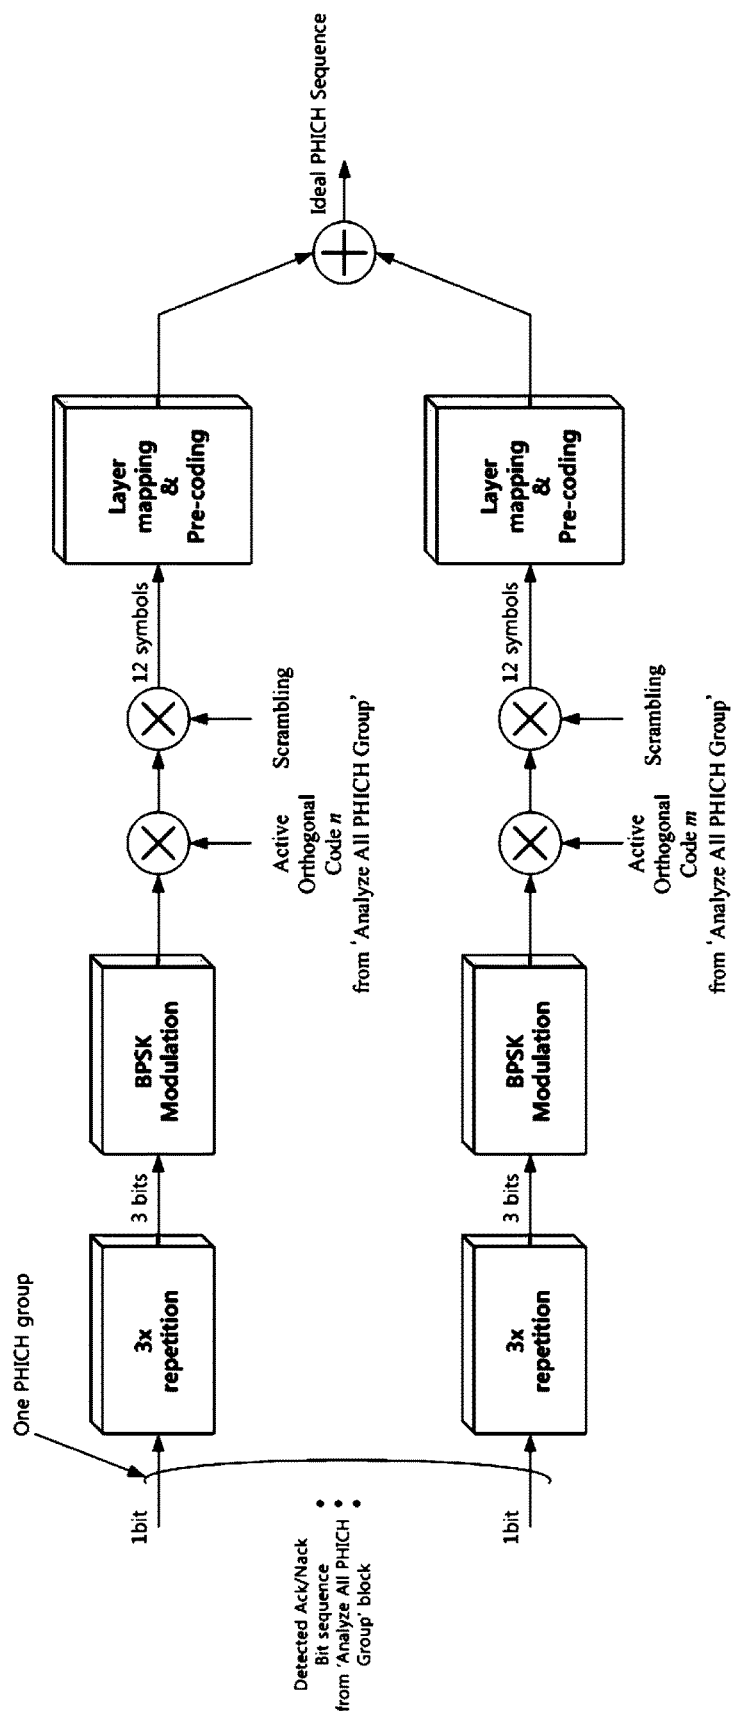 One PHICH group
1bit
3x
repetition
3 bits
BPSK
Modulation
Active
Orthogonal
Code n
from 'Analyze All PHICH Group'
Scrambling
12 symbols
Layer
mapping
&
Pre-coding
Detected Ack/Nack
Bit sequence
from 'Analyze All PHICH
Group' block
Ideal PHICH Sequence
1bit
3x
repetition
3 bits
BPSK
Modulation
Active
Orthogonal
Code m
from 'Analyze All PHICH Group'
Scrambling
12 symbols
Layer
mapping
&
Pre-coding